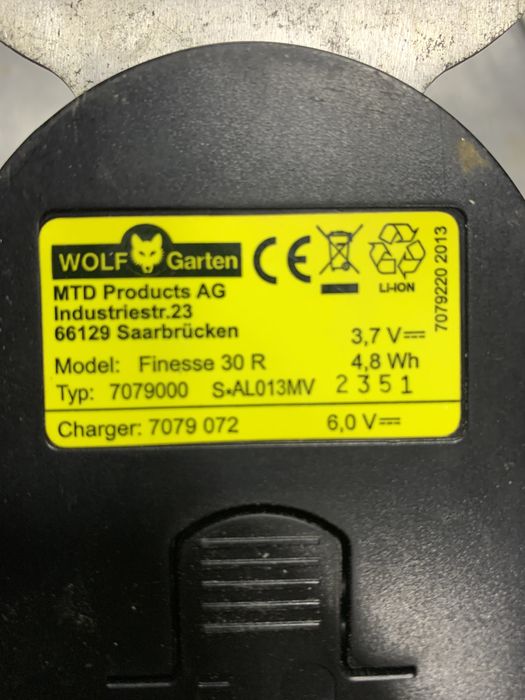 WOLF Garten
MTD Products AG
Industriestr.23
66129 Saarbrücken
LI-ION
7079220 2013
3,7 V
Model: Finesse 30 R 4,8 Wh
Typ: 7079000 S*AL013MV 2351
Charger: 7079 072 6,0 V